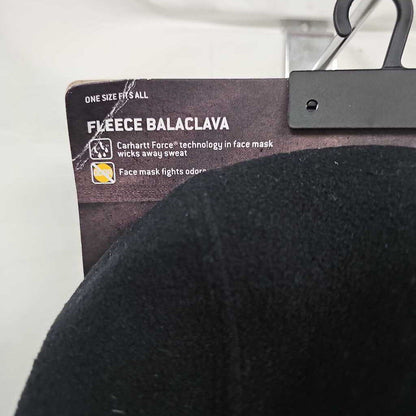 ONE SIZE FITS ALL
FLEECE BALACLAVA
Carhartt Force® technology in face mask
wicks away sweat
Face mask fights odors